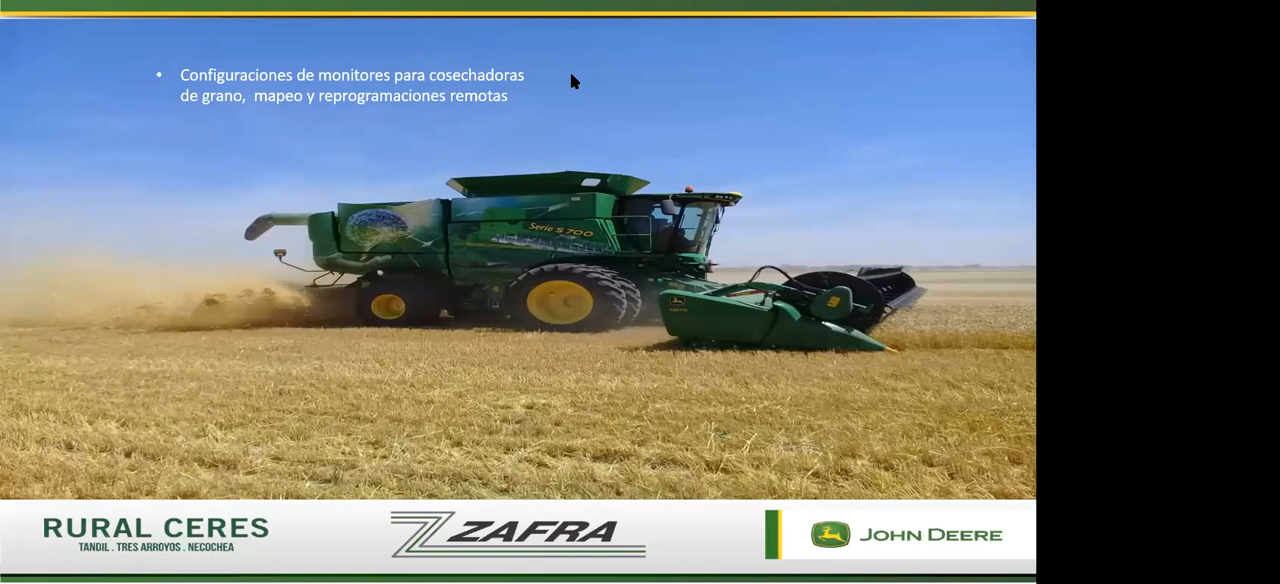 • Configuraciones de monitores para cosechadoras
de grano, mapeo y reprogramaciones remotas
Serie S700
RURAL CERES
TANDIL . TRES ARROYOS . NECOCHEA
ZAFRA
JOHN DEERE